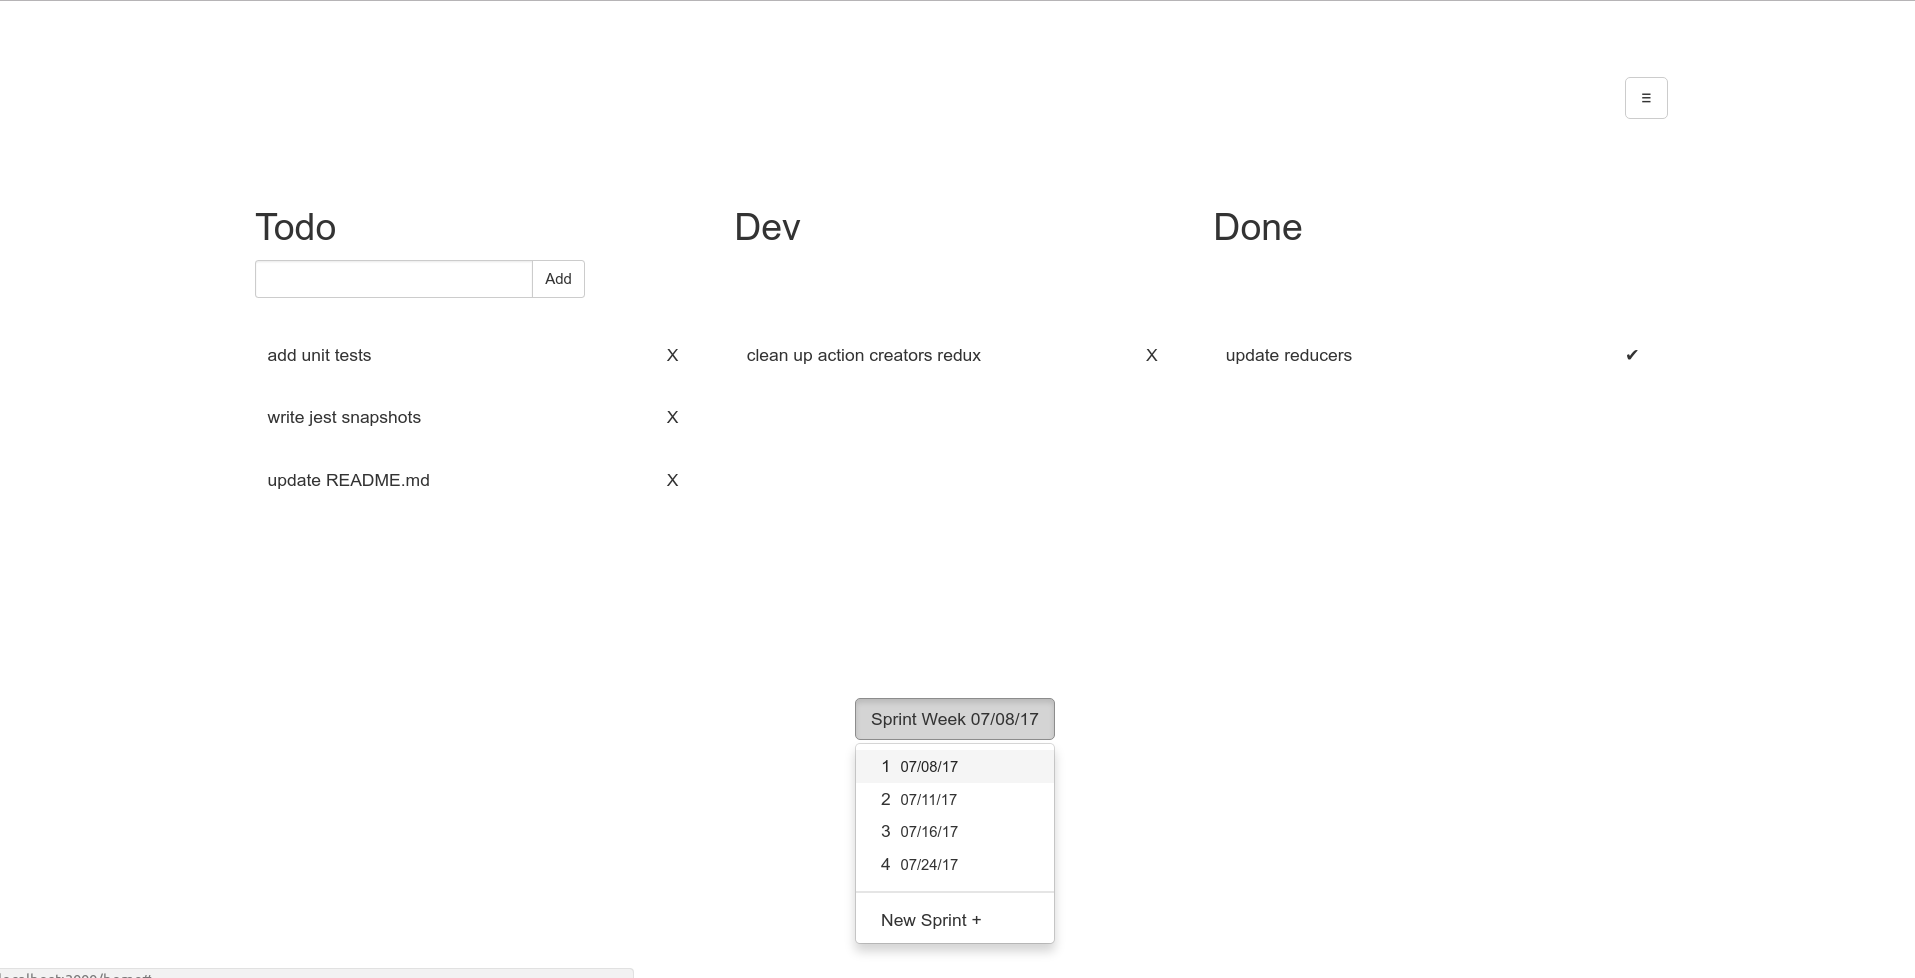 ☰
Todo
Dev
Done
Add
add unit tests X
clean up action creators redux X
update reducers ✔
write jest snapshots X
update README.md X
Sprint Week 07/08/17
1 07/08/17
2 07/11/17
3 07/16/17
4 07/24/17
New Sprint +